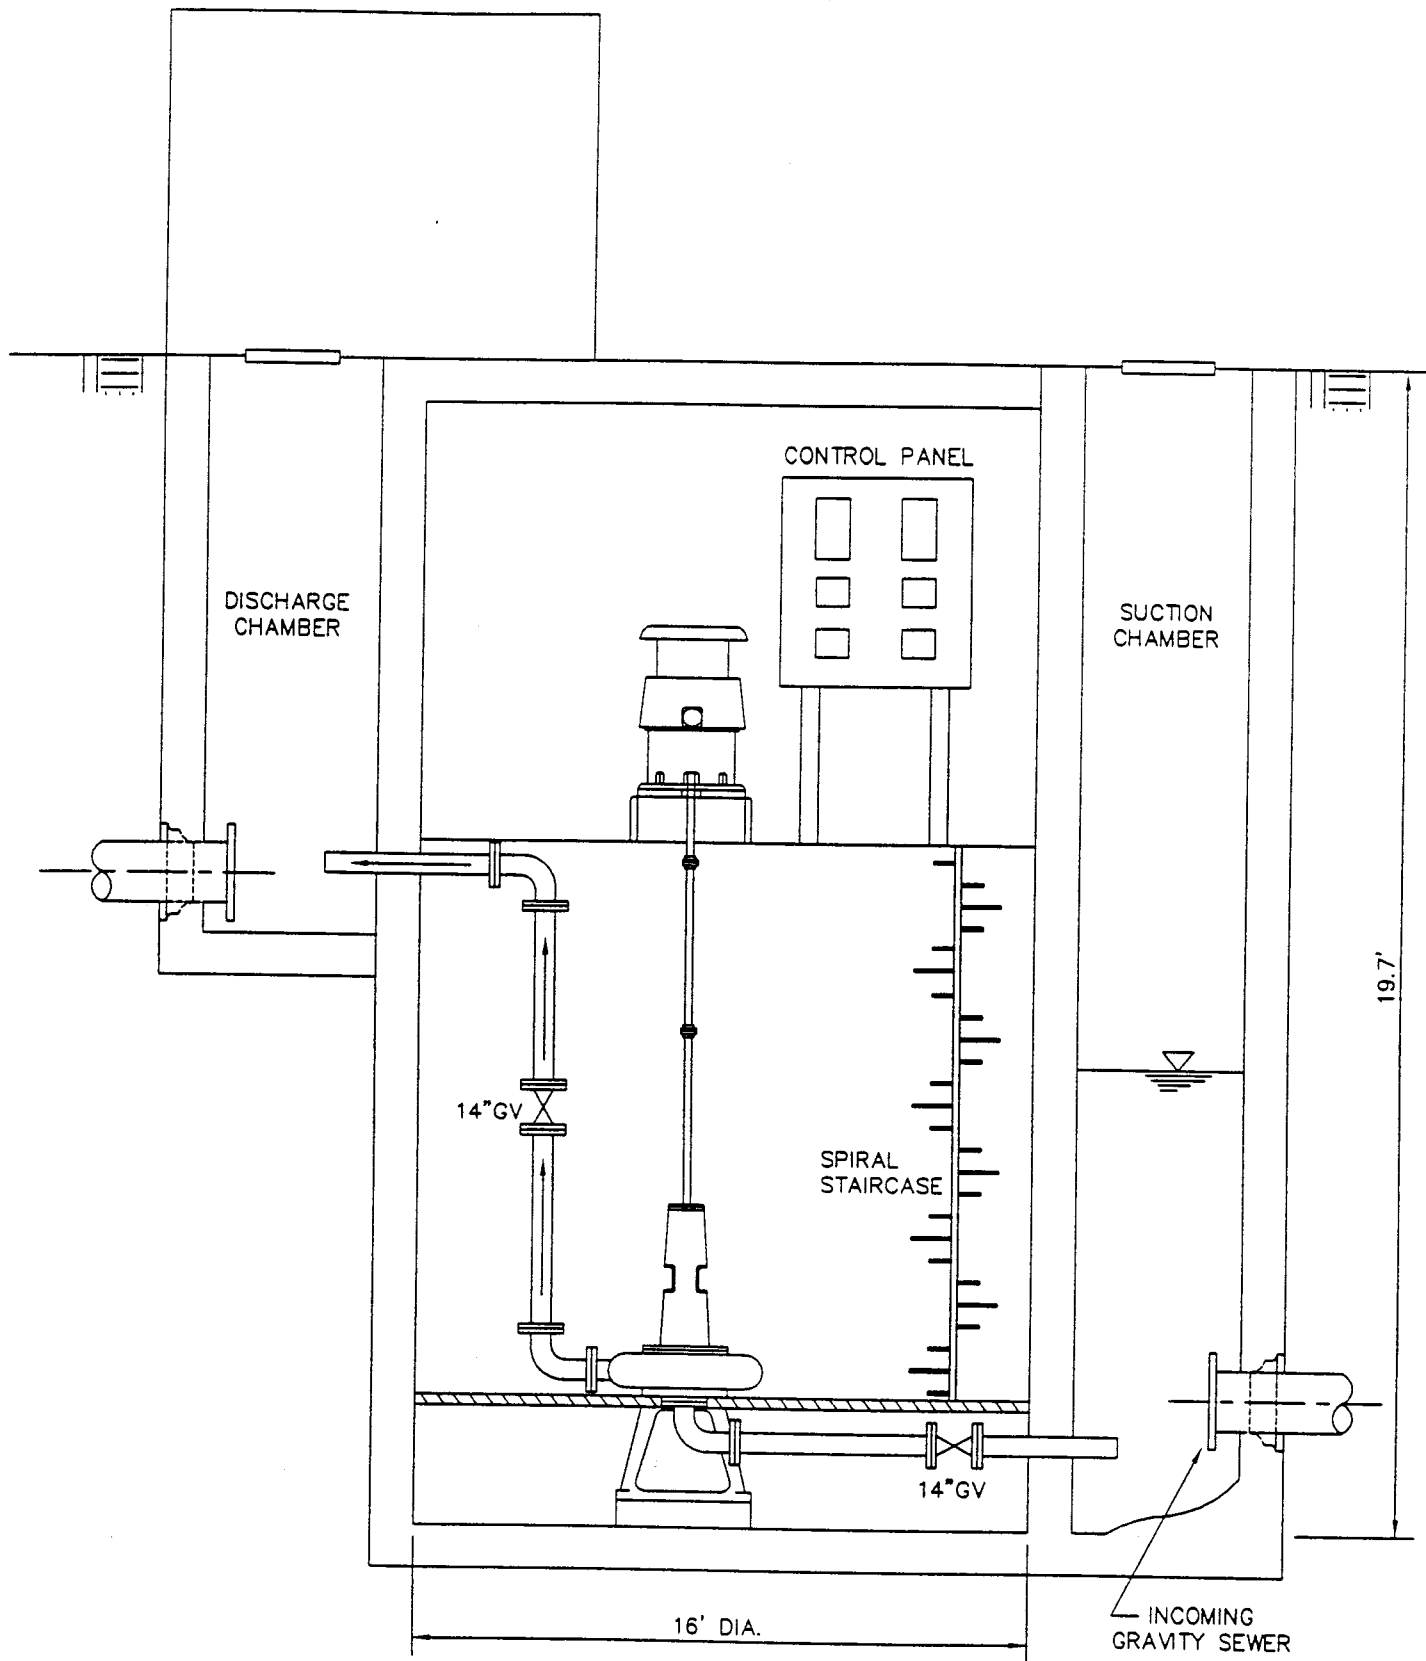 CONTROL PANEL
DISCHARGE
CHAMBER
SUCTION
CHAMBER
19.7'
14"GV
SPIRAL
STAIRCASE
14"GV
16' DIA.
INCOMING
GRAVITY SEWER